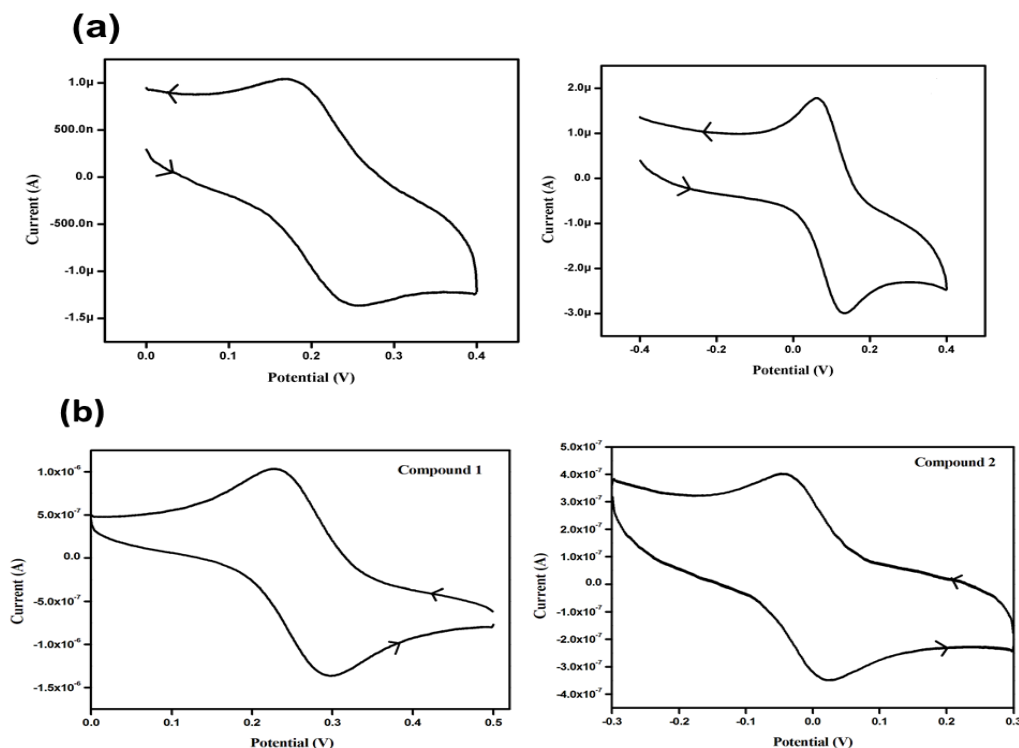 (a)
1.0μ
500.0n
0.0
-500.0n
-1.0μ
-1.5μ
Current (A)
0.0 0.1 0.2 0.3 0.4
Potential (V)
2.0μ
1.0μ
0.0
-1.0μ
-2.0μ
-3.0μ
Current (A)
-0.4 -0.2 0.0 0.2 0.4
Potential (V)
(b)
Compound 1
1.0x10⁻⁶
5.0x10⁻⁷
0.0
-5.0x10⁻⁷
-1.0x10⁻⁶
-1.5x10⁻⁶
Current (A)
0.0 0.1 0.2 0.3 0.4 0.5
Potential (V)
Compound 2
5.0x10⁻⁷
4.0x10⁻⁷
3.0x10⁻⁷
2.0x10⁻⁷
1.0x10⁻⁷
0.0
-1.0x10⁻⁷
-2.0x10⁻⁷
-3.0x10⁻⁷
-4.0x10⁻⁷
Current (A)
-0.3 -0.2 -0.1 0.0 0.1 0.2 0.3
Potential (V)